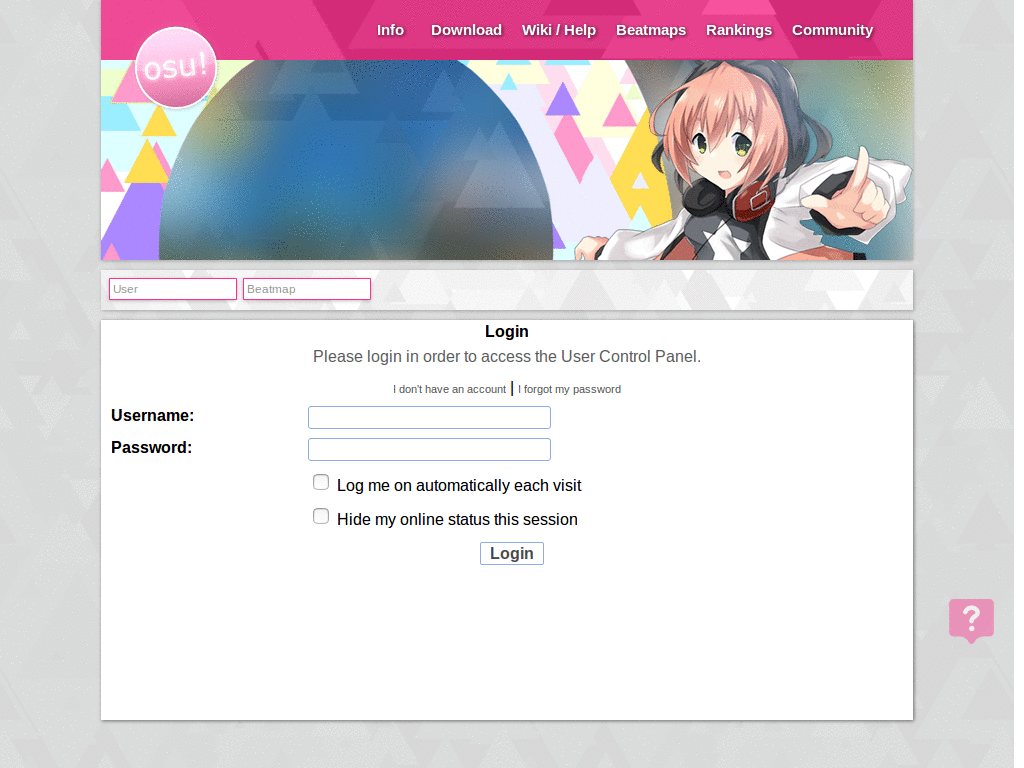 Info Download Wiki / Help Beatmaps Rankings Community
osu!
User Beatmap
Login
Please login in order to access the User Control Panel.
I don't have an account | I forgot my password
Username:
Password:
Log me on automatically each visit
Hide my online status this session
Login
?